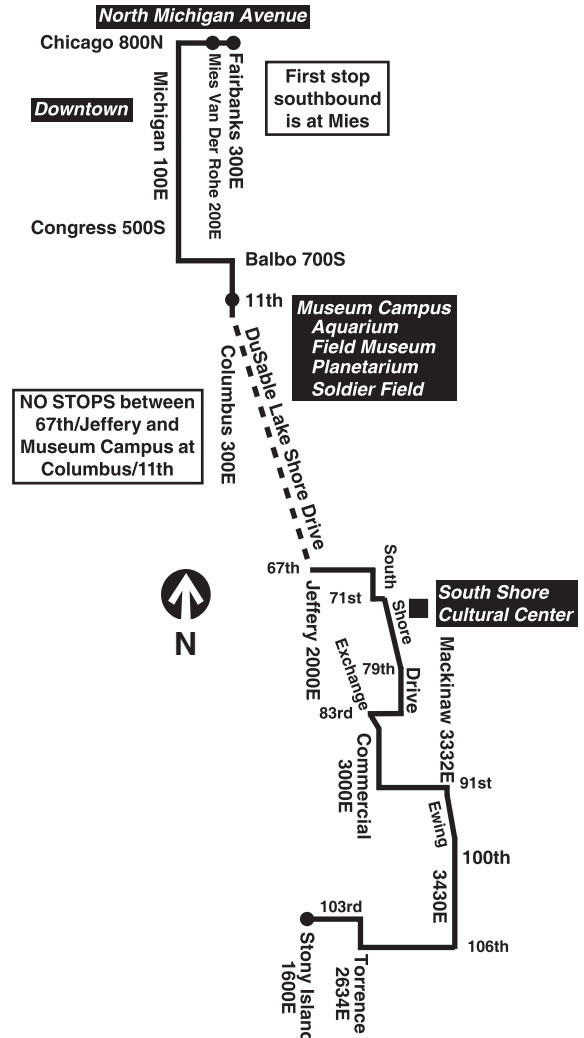 North Michigan Avenue
Chicago 800N
Fairbanks 300E
Mies Van Der Rohe 200E
First stop
southbound
is at Mies
Downtown
Michigan 100E
Congress 500S
Balbo 700S
11th
Museum Campus
Aquarium
Field Museum
Planetarium
Soldier Field
DuSable Lake Shore Drive
Columbus 300E
NO STOPS between
67th/Jeffery and
Museum Campus at
Columbus/11th
67th
South
Shore
Drive
71st
South Shore
Cultural Center
N
Jeffery 2000E
Exchange
79th
Mackinaw 3332E
83rd
Commercial
3000E
91st
Ewing
3430E
100th
103rd
106th
Stony Island
1600E
Torrence
2634E